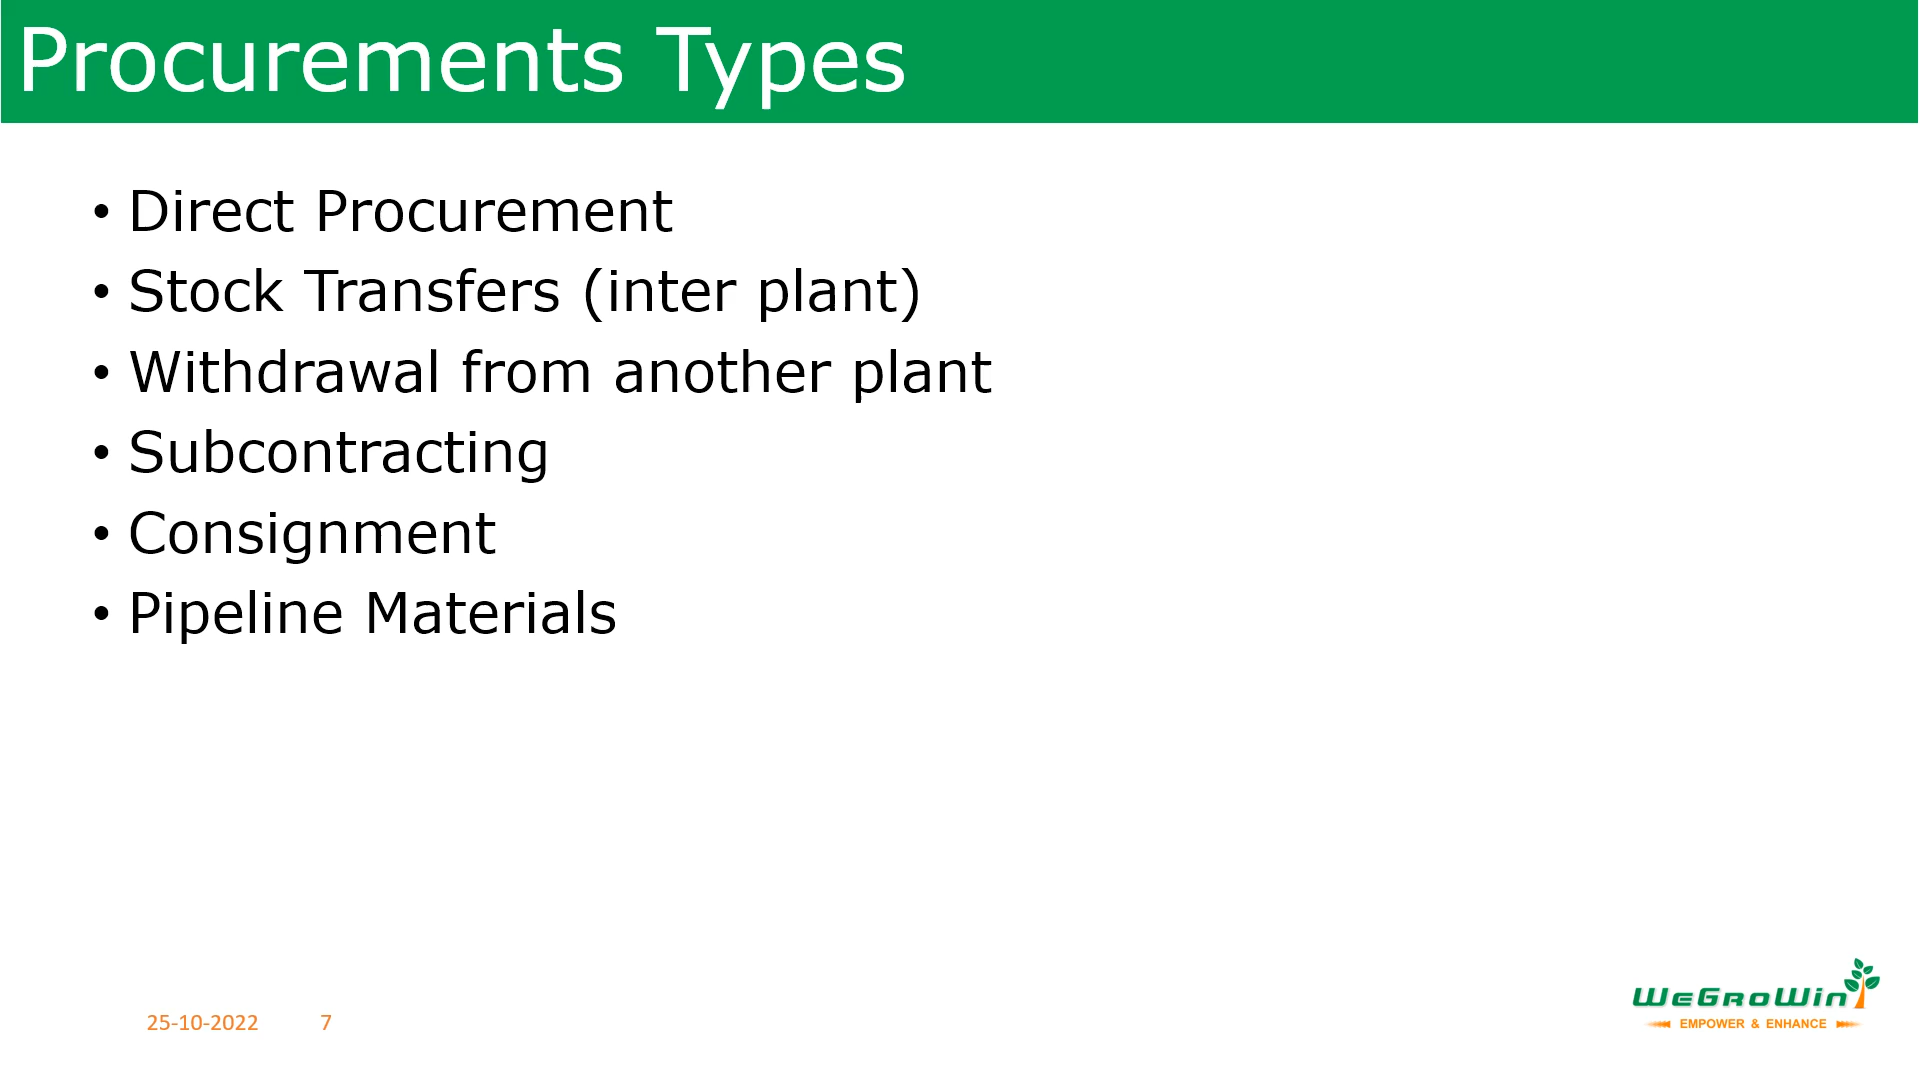 Procurements Types
• Direct Procurement
• Stock Transfers (inter plant)
• Withdrawal from another plant
• Subcontracting
• Consignment
• Pipeline Materials
25-10-2022 7
WeGroWin
EMPOWER & ENHANCE